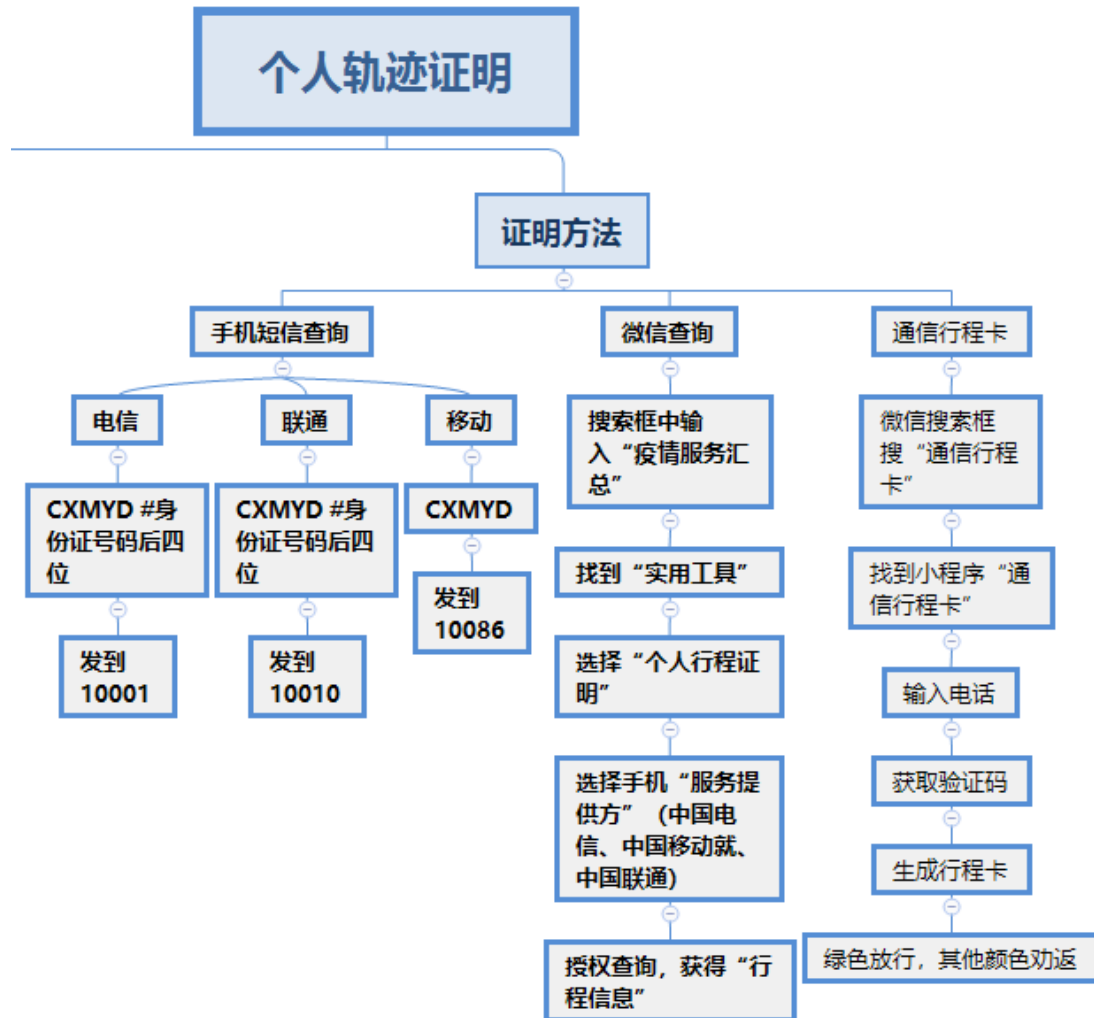 个人轨迹证明
证明方法
手机短信查询
电信
CXMYD #身
份证号码后四
位
发到
10001
联通
CXMYD #身
份证号码后四
位
发到
10010
移动
CXMYD
发到
10086
微信查询
搜索框中输
入“疫情服务汇
总”
找到“实用工具”
选择“个人行程证
明”
选择手机“服务提
供方”（中国电
信、中国移动就、
中国联通）
授权查询，获得“行
程信息”
通信行程卡
微信搜索框
搜“通信行程
卡”
找到小程序“通
信行程卡”
输入电话
获取验证码
生成行程卡
绿色放行，其他颜色劝返